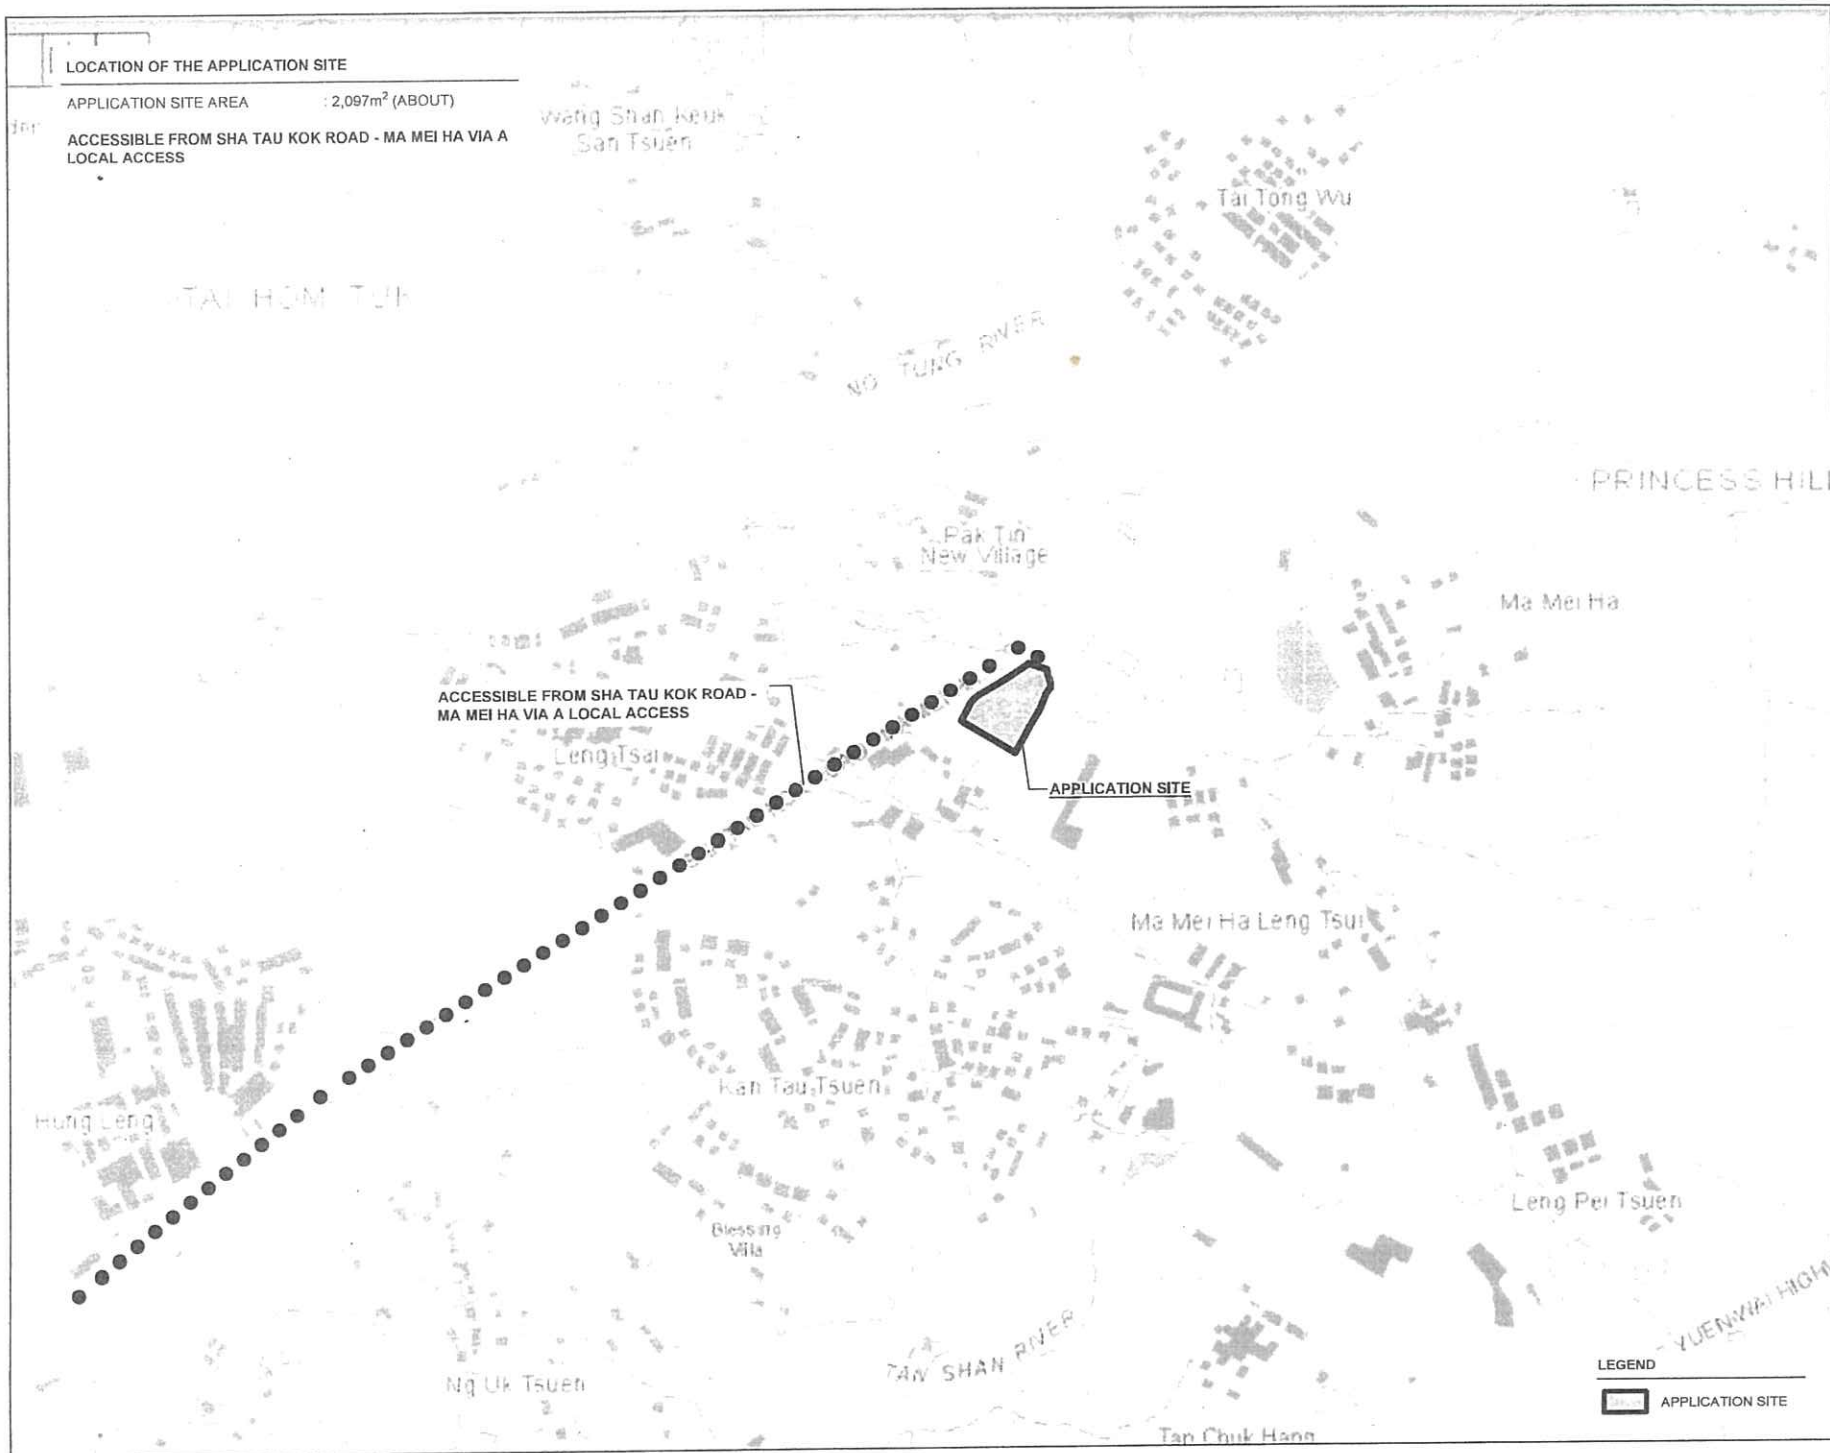 LOCATION OF THE APPLICATION SITE
APPLICATION SITE AREA : 2,097m² (ABOUT)
ACCESSIBLE FROM SHA TAU KOK ROAD - MA MEI HA VIA A
LOCAL ACCESS
Wang Shan Keuk
San Tsuen
Tai Tong Wu
TAI HOM TUK
NG TUNG RIVER
PRINCESS HILL
Pak Tin
New Village
Ma Mei Ha
ACCESSIBLE FROM SHA TAU KOK ROAD -
MA MEI HA VIA A LOCAL ACCESS
Leng Tsai
APPLICATION SITE
Ma Mei Ha Leng Tsui
Kan Tau Tsuen
Hung Leng
Leng Pei Tsuen
Blessing
Villa
TAN SHAN RIVER
Ng Uk Tsuen
LEGEND
APPLICATION SITE
Tan Chuk Hang